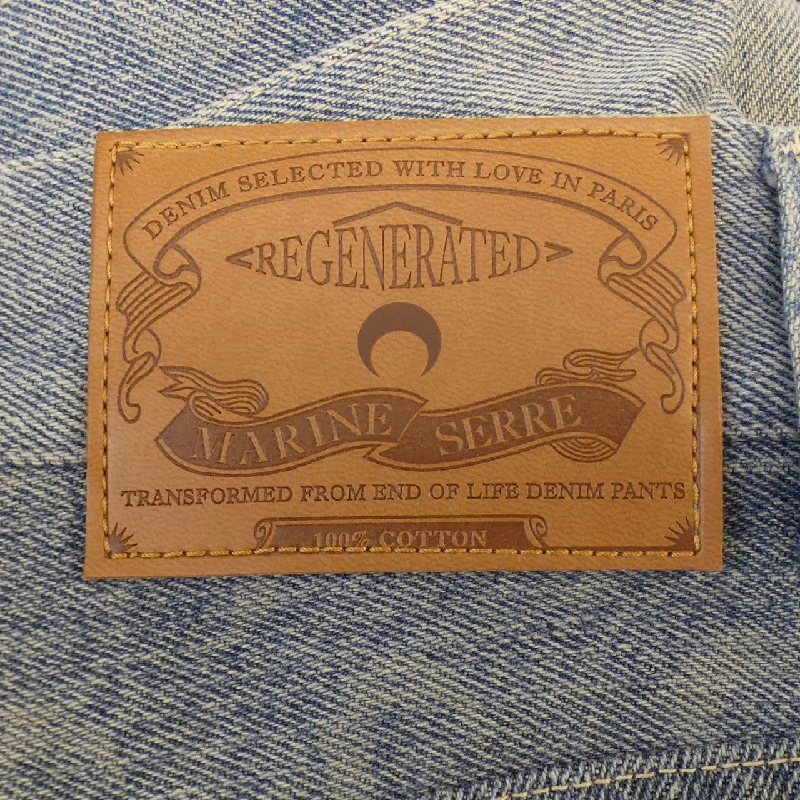 DENIM SELECTED WITH LOVE IN PARIS
<REGENERATED>
MARINE SERRE
TRANSFORMED FROM END OF LIFE DENIM PANTS
100% COTTON